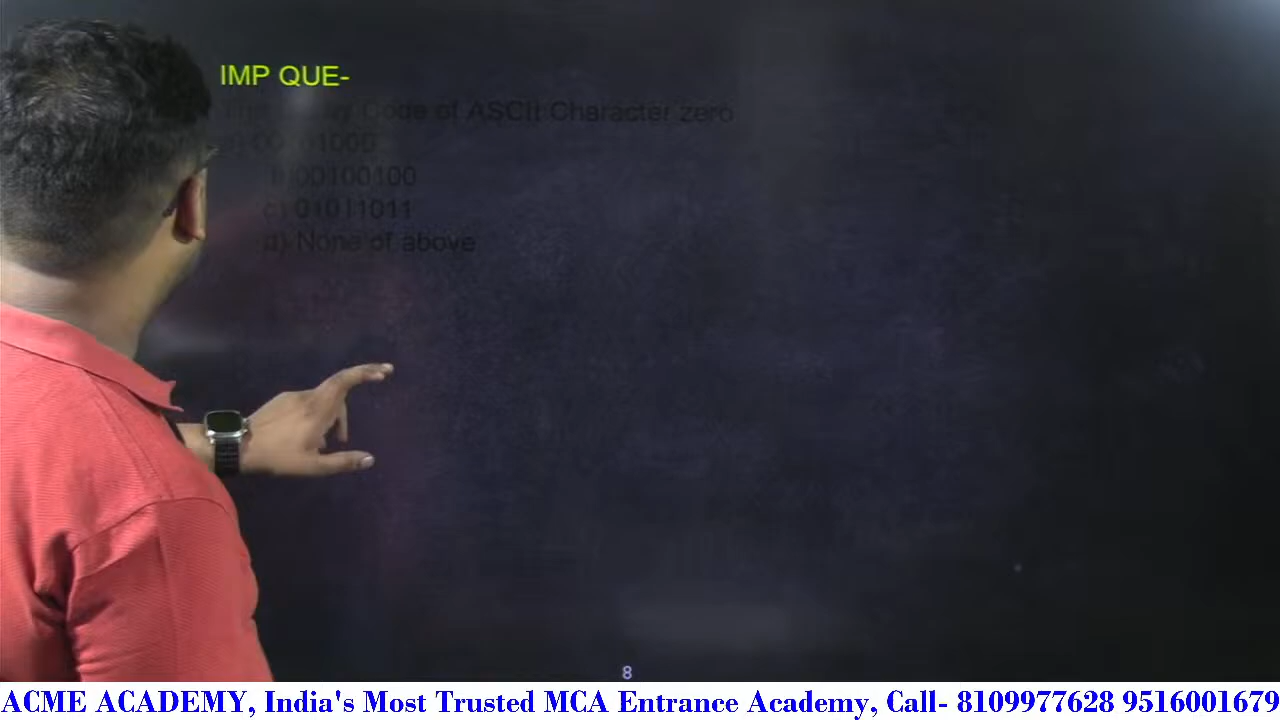 IMP QUE-
Code of ASCII Character zero
00100100
c) 01011011
d) None of above
8
ACME ACADEMY, India's Most Trusted MCA Entrance Academy, Call- 8109977628 9516001679